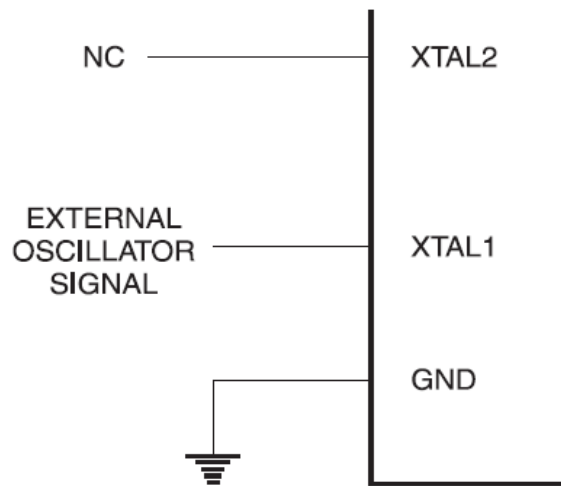 NC
XTAL2
EXTERNAL
OSCILLATOR
SIGNAL
XTAL1
GND